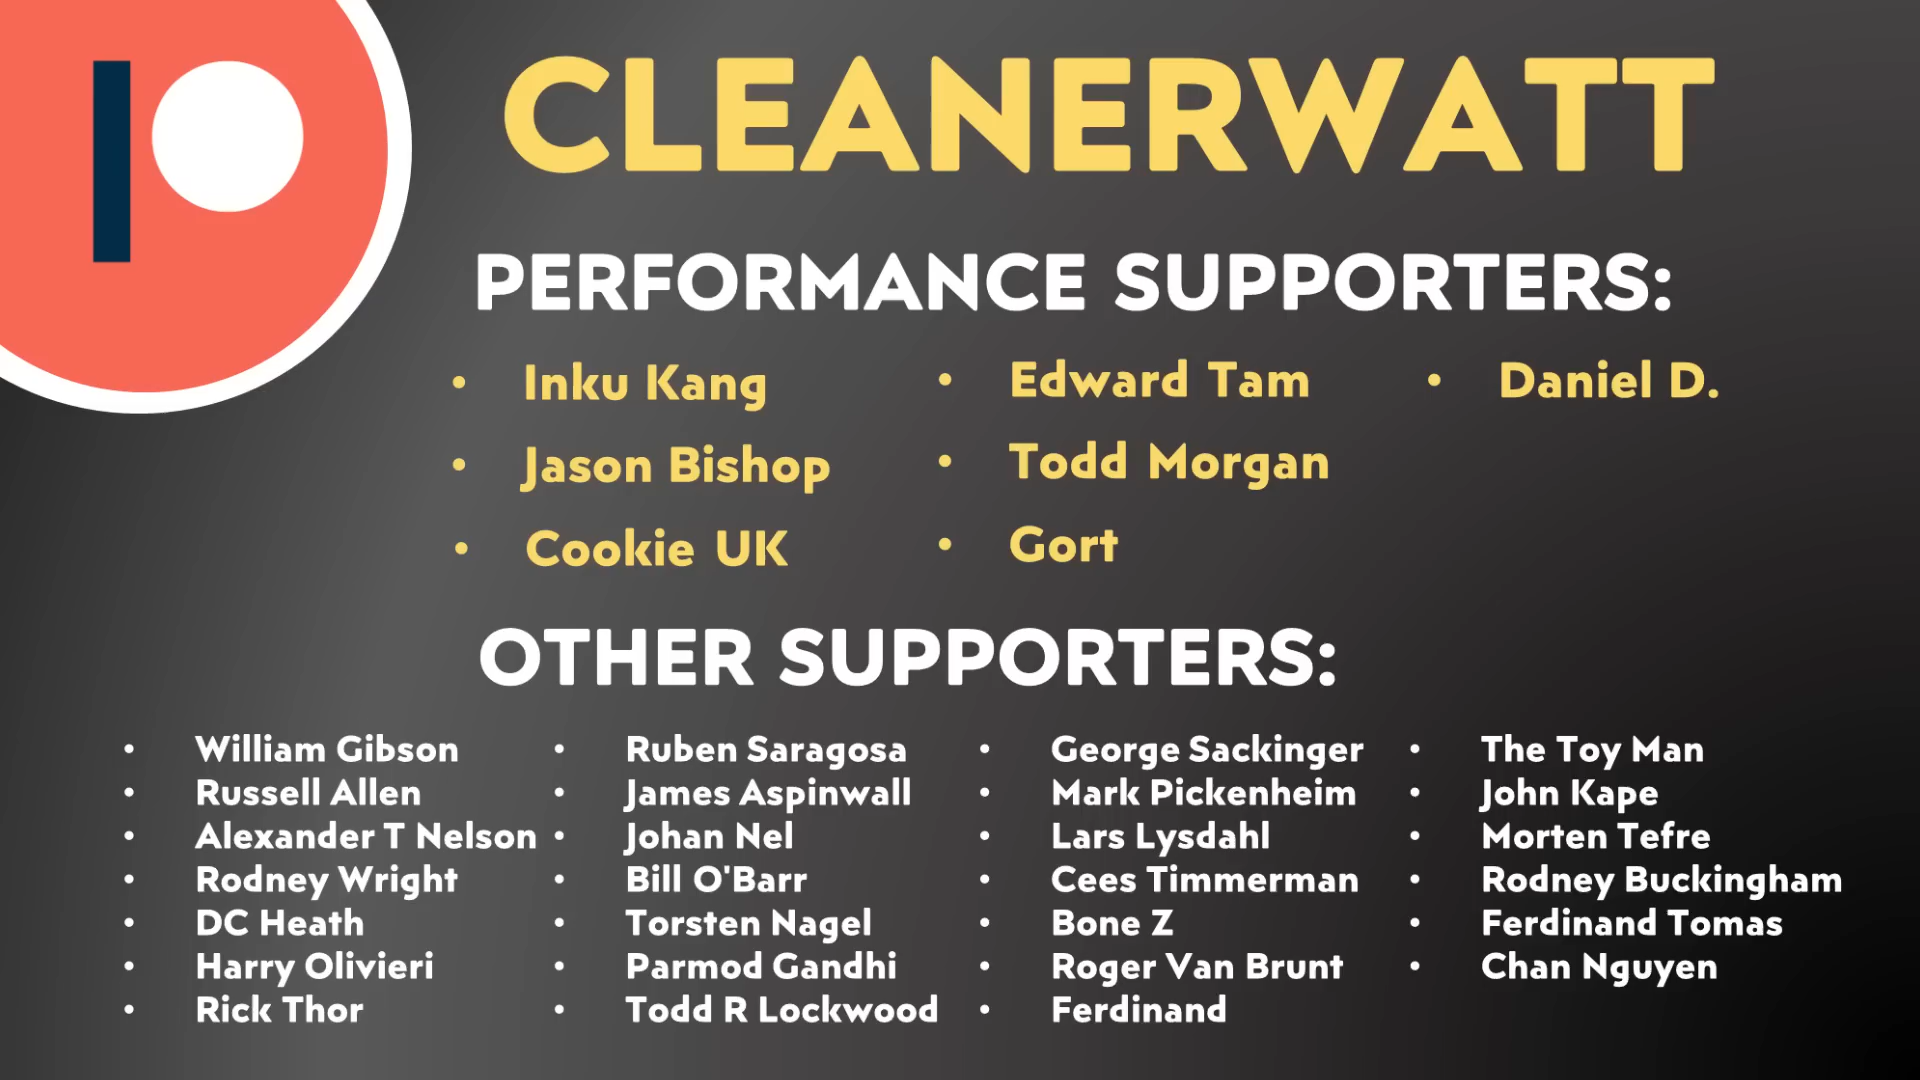 CLEANERWATT
PERFORMANCE SUPPORTERS:
• Inku Kang
• Jason Bishop
• Cookie UK
• Edward Tam
• Todd Morgan
• Gort
• Daniel D.
OTHER SUPPORTERS:
• William Gibson
• Russell Allen
• Alexander T Nelson
• Rodney Wright
• DC Heath
• Harry Olivieri
• Rick Thor
• Ruben Saragosa
• James Aspinwall
• Johan Nel
• Bill O'Barr
• Torsten Nagel
• Parmod Gandhi
• Todd R Lockwood
• George Sackinger
• Mark Pickenheim
• Lars Lysdahl
• Cees Timmerman
• Bone Z
• Roger Van Brunt
• Ferdinand
• The Toy Man
• John Kape
• Morten Tefre
• Rodney Buckingham
• Ferdinand Tomas
• Chan Nguyen